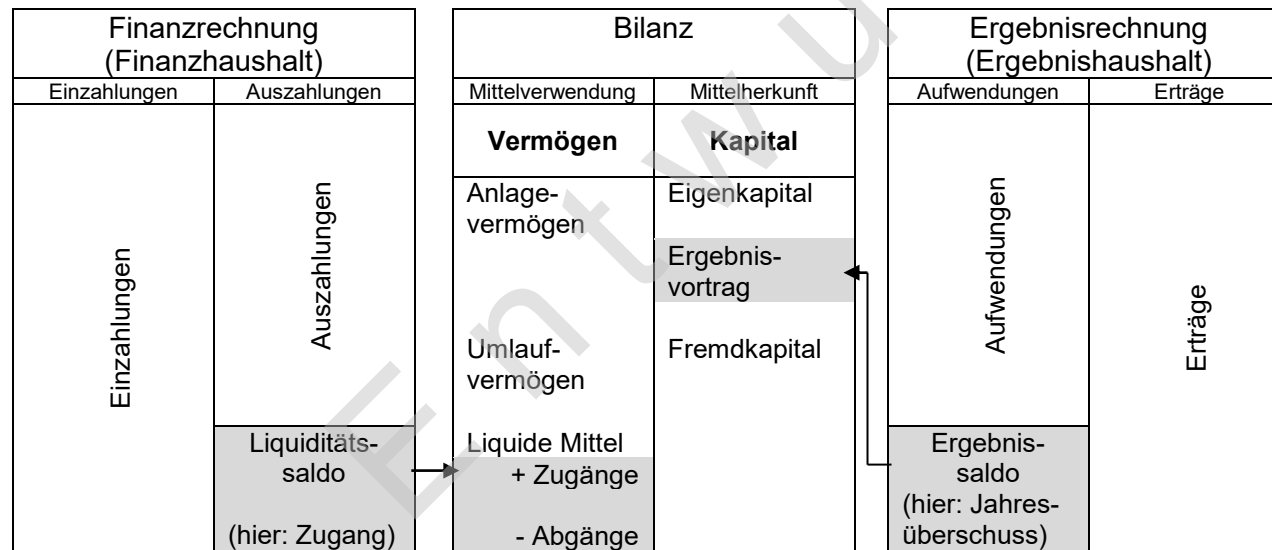 Finanzrechnung
(Finanzhaushalt)
Einzahlungen
Auszahlungen
Einzahlungen
Auszahlungen
Liquiditäts-
saldo
(hier: Zugang)
Bilanz
Mittelverwendung
Mittelherkunft
Vermögen
Kapital
Anlage-
vermögen
Umlauf-
vermögen
Liquide Mittel
+ Zugänge
- Abgänge
Eigenkapital
Ergebnis-
vortrag
Fremdkapital
Ergebnisrechnung
(Ergebnishaushalt)
Aufwendungen
Erträge
Aufwendungen
Ergebnis-
saldo
(hier: Jahres-
überschuss)
Erträge
E n t w u